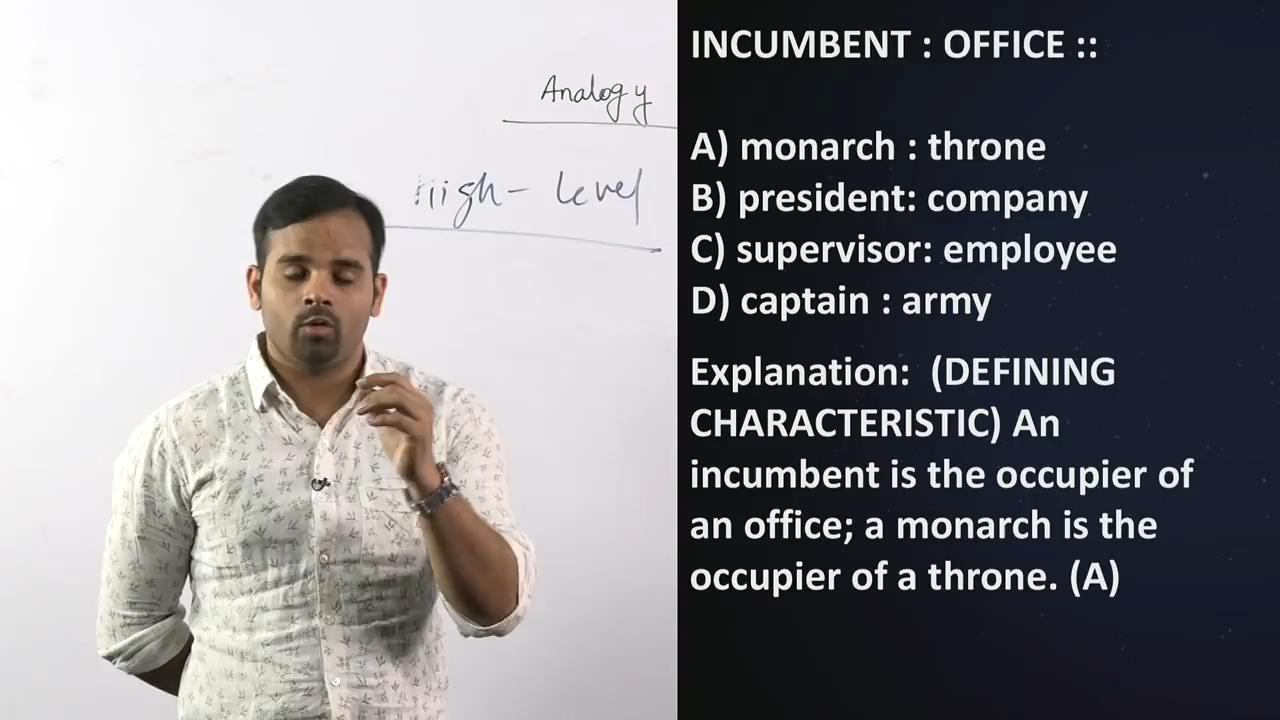 Analogy
High - Level
INCUMBENT : OFFICE ::
A) monarch : throne
B) president: company
C) supervisor: employee
D) captain : army
Explanation:  (DEFINING
CHARACTERISTIC) An
incumbent is the occupier of
an office; a monarch is the
occupier of a throne. (A)